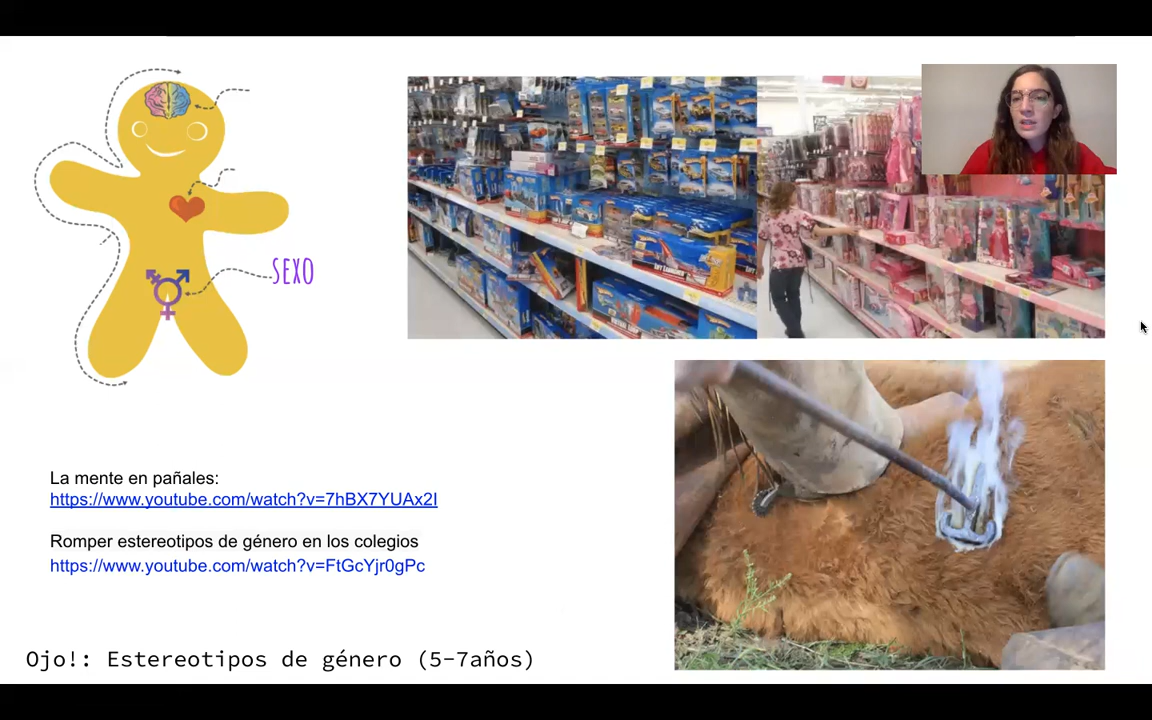 SEXO
La mente en pañales:
https://www.youtube.com/watch?v=7hBX7YUAx2I
Romper estereotipos de género en los colegios
https://www.youtube.com/watch?v=FtGcYjr0gPc
Ojo!: Estereotipos de género (5-7años)